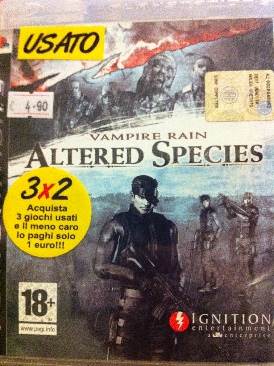 USATO
€ 4.90
VAMPIRE RAIN
ALTERED SPECIES
3x2
Acquista
3 giochi usati
e il meno caro
lo paghi solo
1 euro!!!
18+
www.pegi.info
IGNITION
entertainment
enterprise